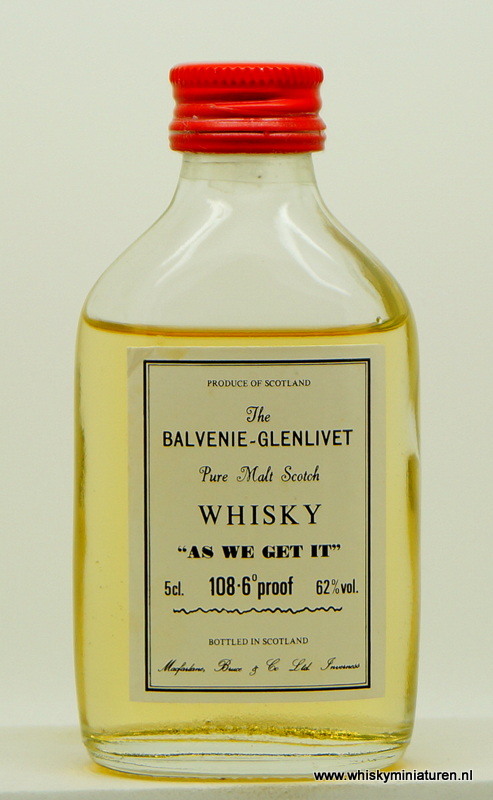 PRODUCE OF SCOTLAND
The
BALVENIE-GLENLIVET
Pure Malt Scotch
WHISKY
“AS WE GET IT”
5cl. 108·6° proof 62% vol.
BOTTLED IN SCOTLAND
Macfarlane, Bruce & Co. Ltd. Inverness
www.whiskyminiaturen.nl